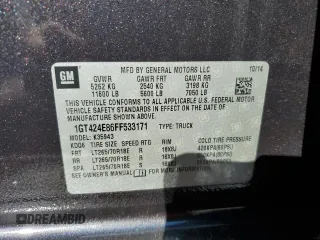 GM
MFD BY GENERAL MOTORS LLC 10/14
GVWR GAWR FRT GAWR RR
5262 KG 2540 KG 3198 KG
11600 LB 5600 LB 7050 LB
THIS VEHICLE CONFORMS TO ALL APPLICABLE U.S. FEDERAL MOTOR
VEHICLE SAFETY STANDARDS IN EFFECT ON THE DATE OF
MANUFACTURE SHOWN ABOVE.
1GT424E86FF533171 TYPE: TRUCK
MODEL: K35943
TIRE SIZE SPEED RTG RIM COLD TIRE
FRT LT265/70R18E R 18X8J
RR LT265/70R18E R 18X8J
SPA LT265/70R18E S
SEE OWNER'S MANUAL
© DREAMBID AUTO